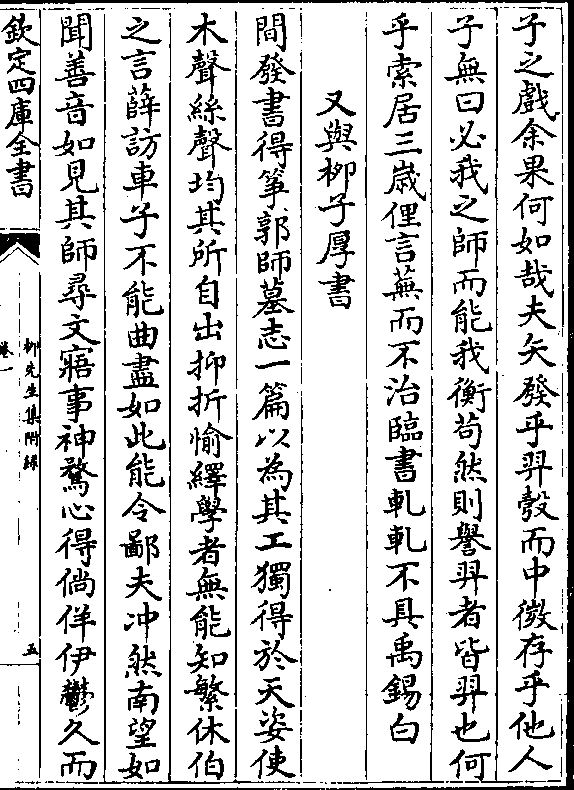 子之戲余果何如哉夫矢發乎羿彀而中微存乎他人
子無曰必我之師而能我衡苟然則譽羿者皆羿也何
乎索居三歲俚言蕪而不治臨書軋軋不具禹錫白
又與栁子厚書
間發書得箏郭師墓志一篇以為其工獨得於天姿使
木聲絲聲均其所自出抑折愉繹學者無能知繁休伯
之言薛訪車子不能曲盡如此能令鄙夫冲然南望如
聞善音如見其師尋文寤事神騖心得倘佯伊鬱久而
欽定四庫全書
栁先生集附錄
卷一
五